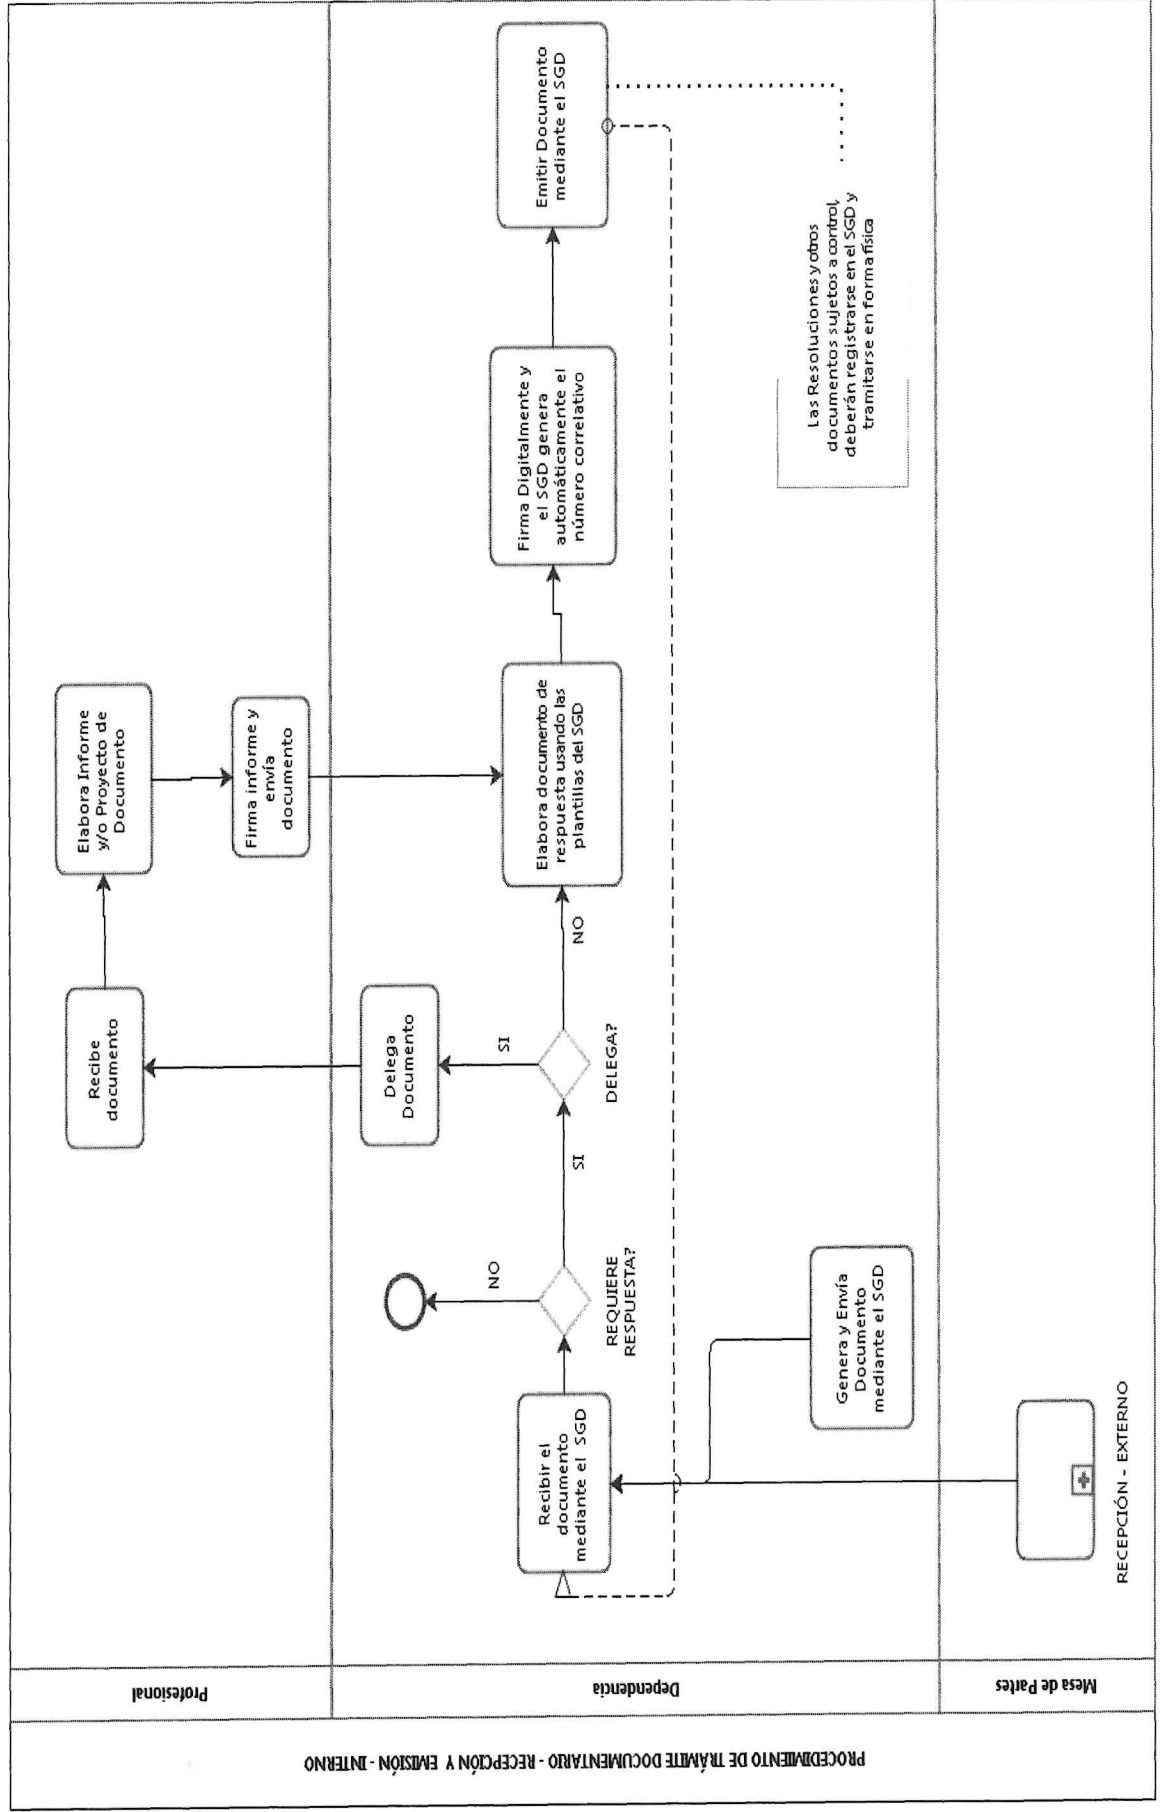 PROCEDIMIENTO DE TRÁMITE DOCUMENTARIO - RECEPCIÓN Y EMISIÓN - INTERNO
Profesional
Recibe
documento
Elabora Informe
y/o Proyecto de
Documento
Firma informe y
envía
documento
Dependencia
Recibir el
documento
mediante el SGD
REQUIERE
RESPUESTA?
NO
SI
DELEGA?
SI
NO
Delega
Documento
Elabora documento de
respuesta usando las
plantillas del SGD
Firma Digitalmente y
el SGD genera
automáticamente el
número correlativo
Emitir Documento
mediante el SGD
Genera y Envía
Documento
mediante el SGD
Las Resoluciones y otros
documentos sujetos a control,
deberán registrarse en el SGD y
tramitarse en forma física
Mesa de Partes
RECEPCIÓN - EXTERNO